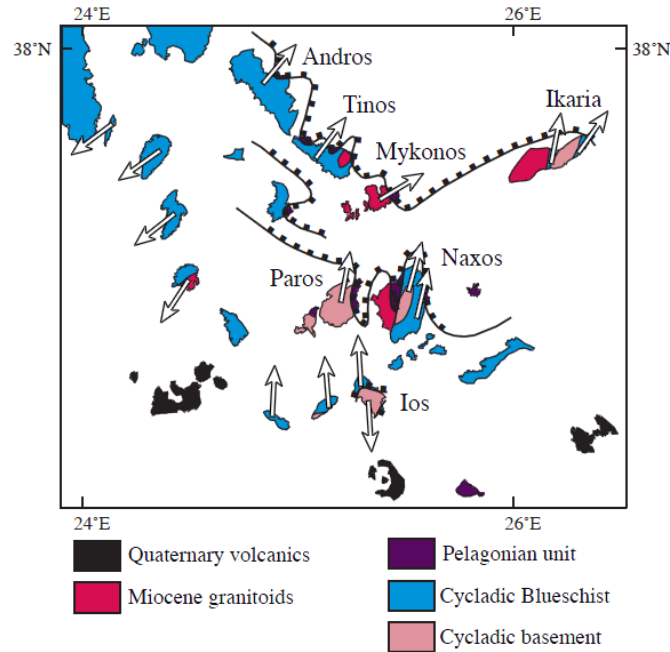 24°E
26°E
38°N
38°N
Andros
Tinos
Ikaria
Mykonos
Paros
Naxos
Ios
24°E
26°E
Quaternary volcanics
Pelagonian unit
Miocene granitoids
Cycladic Blueschist
Cycladic basement